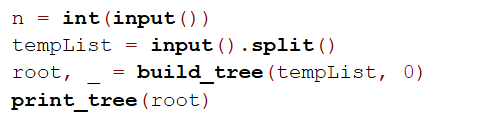 n = int(input())
tempList = input().split()
root, _ = build_tree(tempList, 0)
print_tree(root)